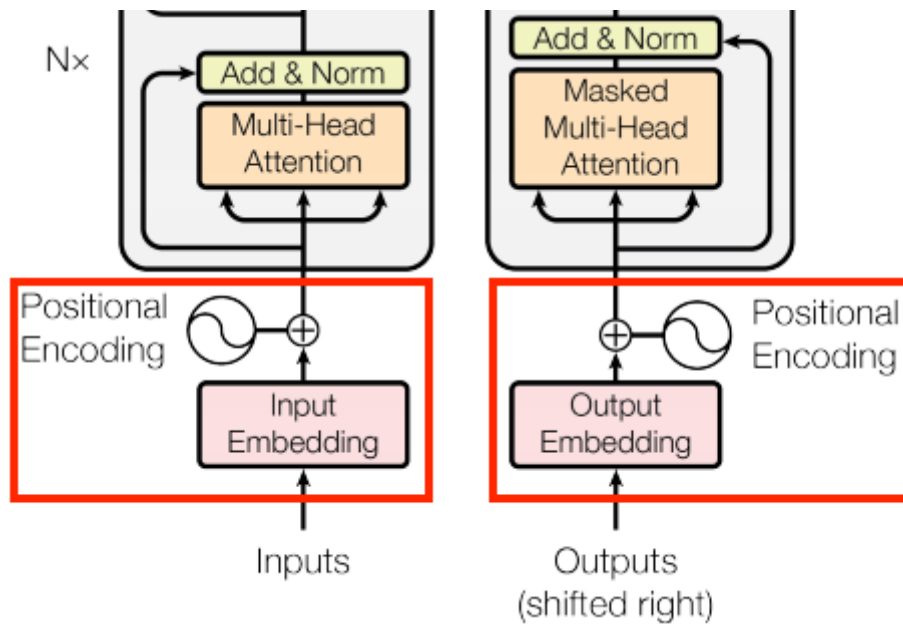 N×
Add & Norm
Multi-Head
Attention
Positional
Encoding
Input
Embedding
Inputs
Add & Norm
Masked
Multi-Head
Attention
Positional
Encoding
Output
Embedding
Outputs
(shifted right)